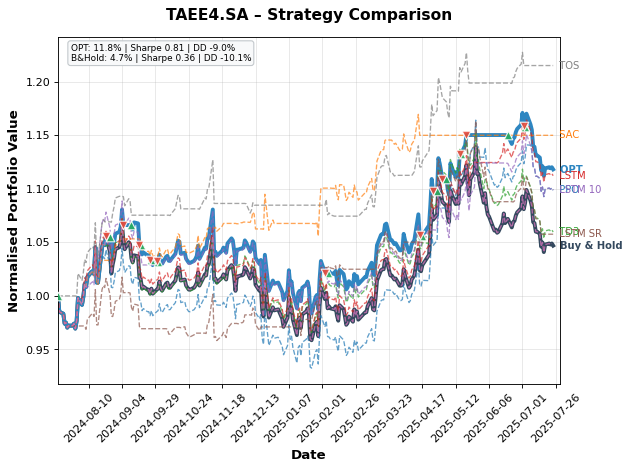 TAEE4.SA – Strategy Comparison
OPT: 11.8% | Sharpe 0.81 | DD -9.0%
B&Hold: 4.7% | Sharpe 0.36 | DD -10.1%
TOS
SAC
OPT
LSTM
10
SR
Buy & Hold
Normalised Portfolio Value
1.20
1.15
1.10
1.05
1.00
0.95
2024-08-10
2024-09-04
2024-09-29
2024-10-24
2024-11-18
2024-12-13
2025-01-07
2025-02-01
2025-02-26
2025-03-23
2025-04-17
2025-05-12
2025-06-06
2025-07-01
2025-07-26
Date